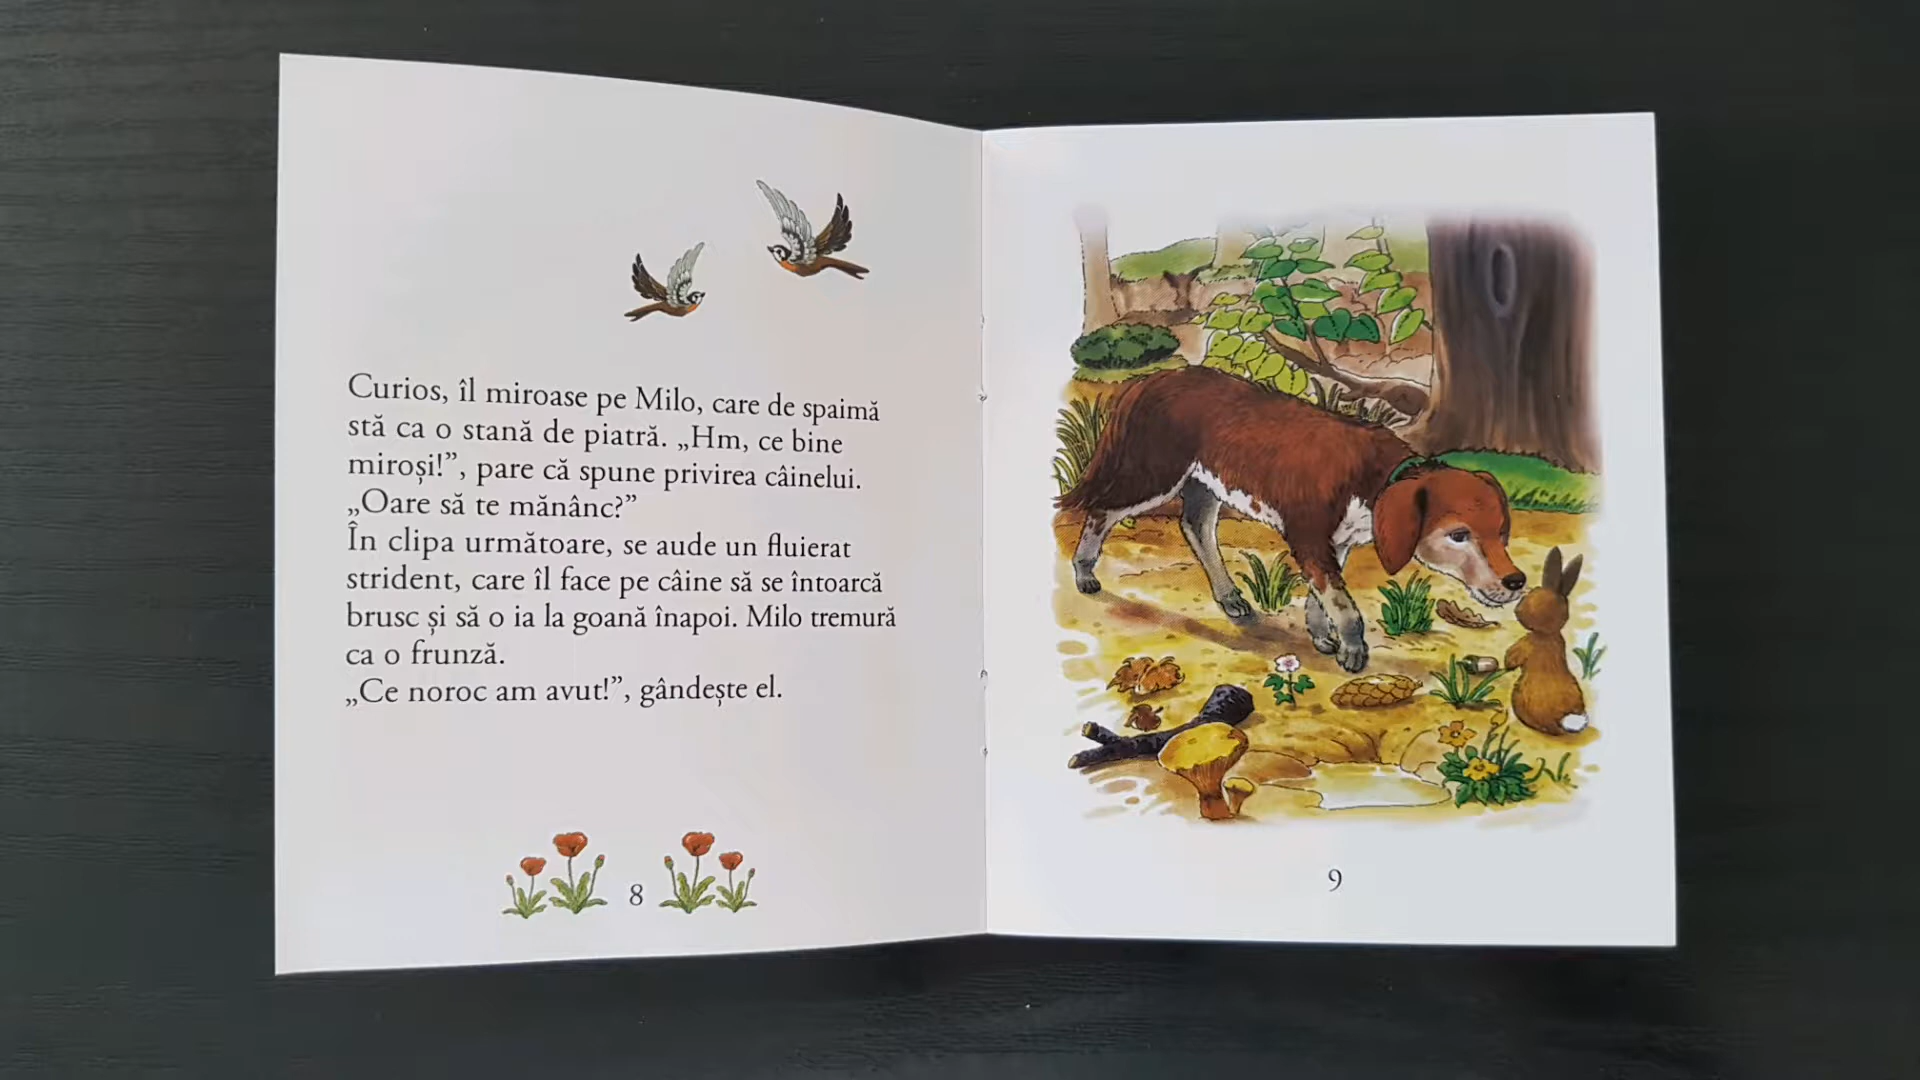 Curios, îl miroase pe Milo, care de spaimă
stă ca o stană de piatră. „Hm, ce bine
miroși!”, pare că spune privirea câinelui.
„Oare să te mănânc?”
În clipa următoare, se aude un fluierat
strident, care îl face pe câine să se întoarcă
brusc și să o ia la goană înapoi. Milo tremură
ca o frunză.
„Ce noroc am avut!”, gândește el.
8
9